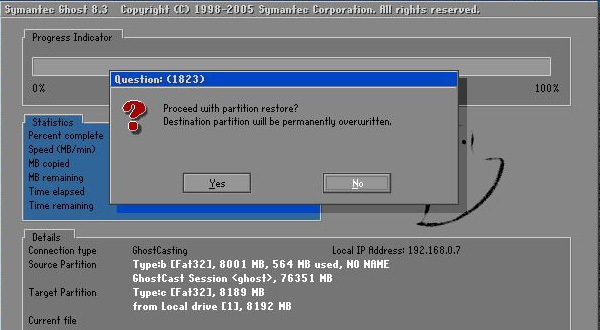 Symantec Ghost 8.3 Copyright (C) 1998-2005 Symantec Corporation. All rights reserved.
Progress Indicator
0% 100%
Question: (1823)
Proceed with partition restore?
Destination partition will be permanently overwritten.
Yes No
Statistics
Percent complete
Speed (MB/min)
MB copied
MB remaining
Time elapsed
Time remaining
Details
Connection type GhostCasting Local IP Address: 192.168.0.7
Source Partition Type:b [Fat32], 8001 MB, 564 MB used, NO NAME
GhostCast Session <ghost>, 76351 MB
Target Partition Type:c [Fat32], 8189 MB
from Local drive [1], 8192 MB
Current file